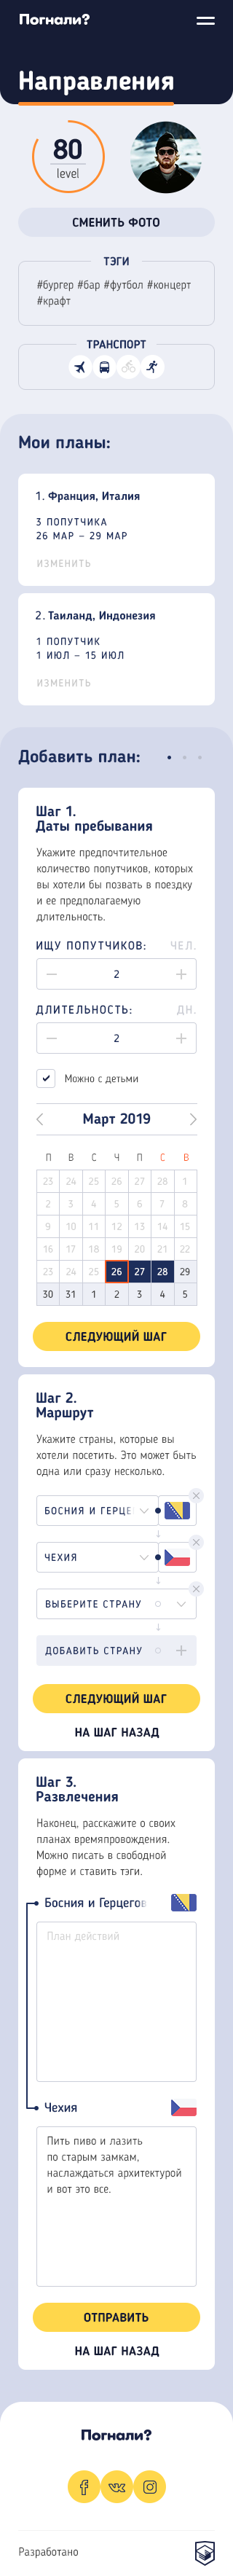 Погнали?
Направления
80
level
СМЕНИТЬ ФОТО
ТЭГИ
#бургер #бар #футбол #концерт
#крафт
ТРАНСПОРТ
Мои планы:
1. Франция, Италия
3 ПОПУТЧИКА
26 МАР – 29 МАР
ИЗМЕНИТЬ
2. Таиланд, Индонезия
1 ПОПУТЧИК
1 ИЮЛ – 15 ИЮЛ
ИЗМЕНИТЬ
Добавить план:
Шаг 1.
Даты пребывания
Укажите предпочтительное
количество попутчиков, которых
вы хотели бы позвать в поездку
и ее предполагаемую
длительность.
ИЩУ ПОПУТЧИКОВ: ЧЕЛ.
2
ДЛИТЕЛЬНОСТЬ: ДН.
2
Можно с детьми
Март 2019
П В С Ч П С В
23 24 25 26 27 28 1
2 3 4 5 6 7 8
9 10 11 12 13 14 15
16 17 18 19 20 21 22
23 24 25 26 27 28 29
30 31 1 2 3 4 5
СЛЕДУЮЩИЙ ШАГ
Шаг 2.
Маршрут
Укажите страны, которые вы
хотели посетить. Это может быть
одна или сразу несколько.
БОСНИЯ И ГЕРЦЕ
ЧЕХИЯ
ВЫБЕРИТЕ СТРАНУ
ДОБАВИТЬ СТРАНУ
СЛЕДУЮЩИЙ ШАГ
НА ШАГ НАЗАД
Шаг 3.
Развлечения
Наконец, расскажите о своих
планах времяпровождения.
Можно писать в свободной
форме и ставить тэги.
Босния и Герцегов
План действий
Чехия
Пить пиво и лазить
по старым замкам,
наслаждаться архитектурой
и вот это все.
ОТПРАВИТЬ
НА ШАГ НАЗАД
Погнали?
Разработано